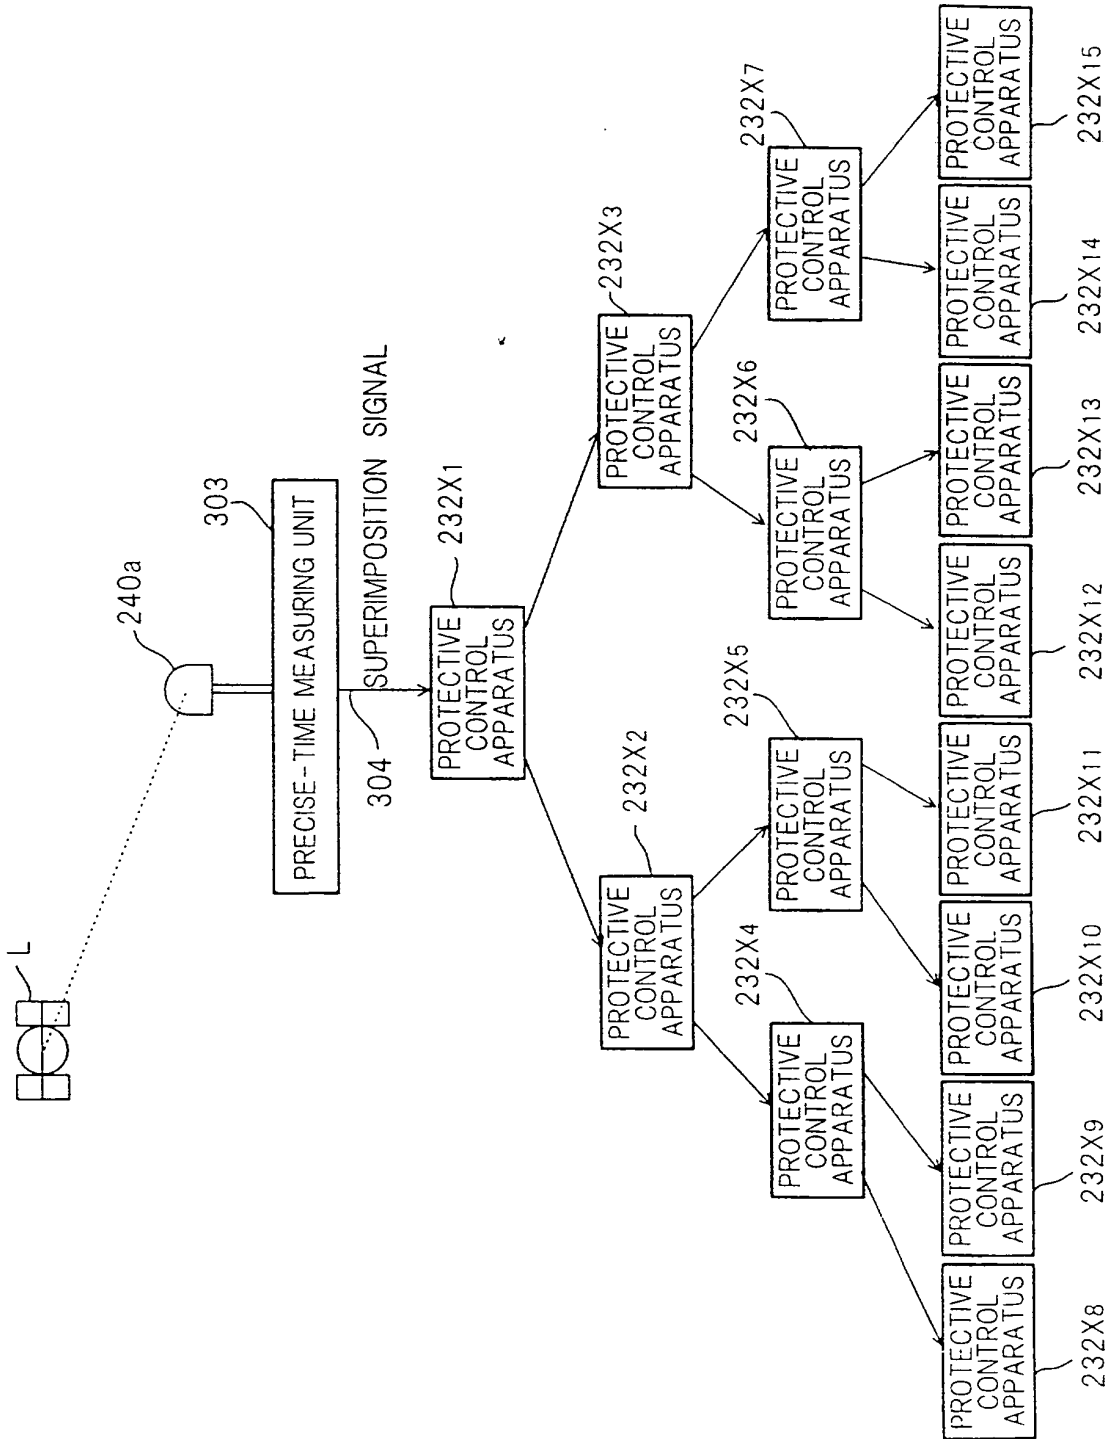 L
240a
303
PRECISE-TIME MEASURING UNIT
304
SUPERIMPOSITION SIGNAL
232X1
PROTECTIVE
CONTROL
APPARATUS
232X2
PROTECTIVE
CONTROL
APPARATUS
232X3
PROTECTIVE
CONTROL
APPARATUS
232X4
PROTECTIVE
CONTROL
APPARATUS
232X5
PROTECTIVE
CONTROL
APPARATUS
232X6
PROTECTIVE
CONTROL
APPARATUS
232X7
PROTECTIVE
CONTROL
APPARATUS
PROTECTIVE
CONTROL
APPARATUS
232X8
PROTECTIVE
CONTROL
APPARATUS
232X9
PROTECTIVE
CONTROL
APPARATUS
232X10
PROTECTIVE
CONTROL
APPARATUS
232X11
PROTECTIVE
CONTROL
APPARATUS
232X12
PROTECTIVE
CONTROL
APPARATUS
232X13
PROTECTIVE
CONTROL
APPARATUS
232X14
PROTECTIVE
CONTROL
APPARATUS
232X15